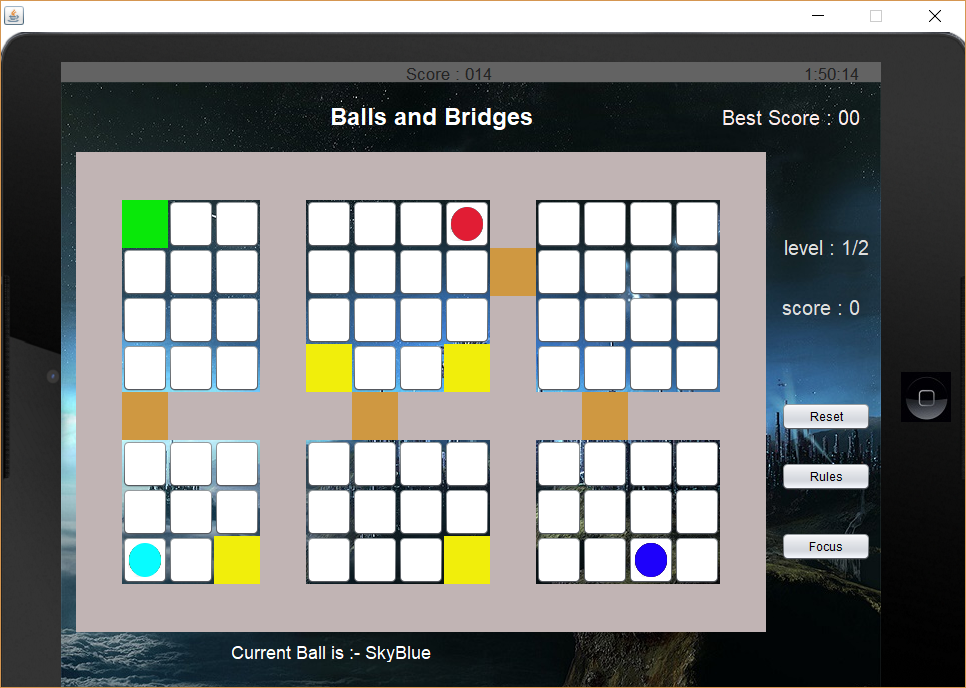 Score : 014
1:50:14
Balls and Bridges
Best Score : 00
level : 1/2
score : 0
Reset
Rules
Focus
Current Ball is :- SkyBlue